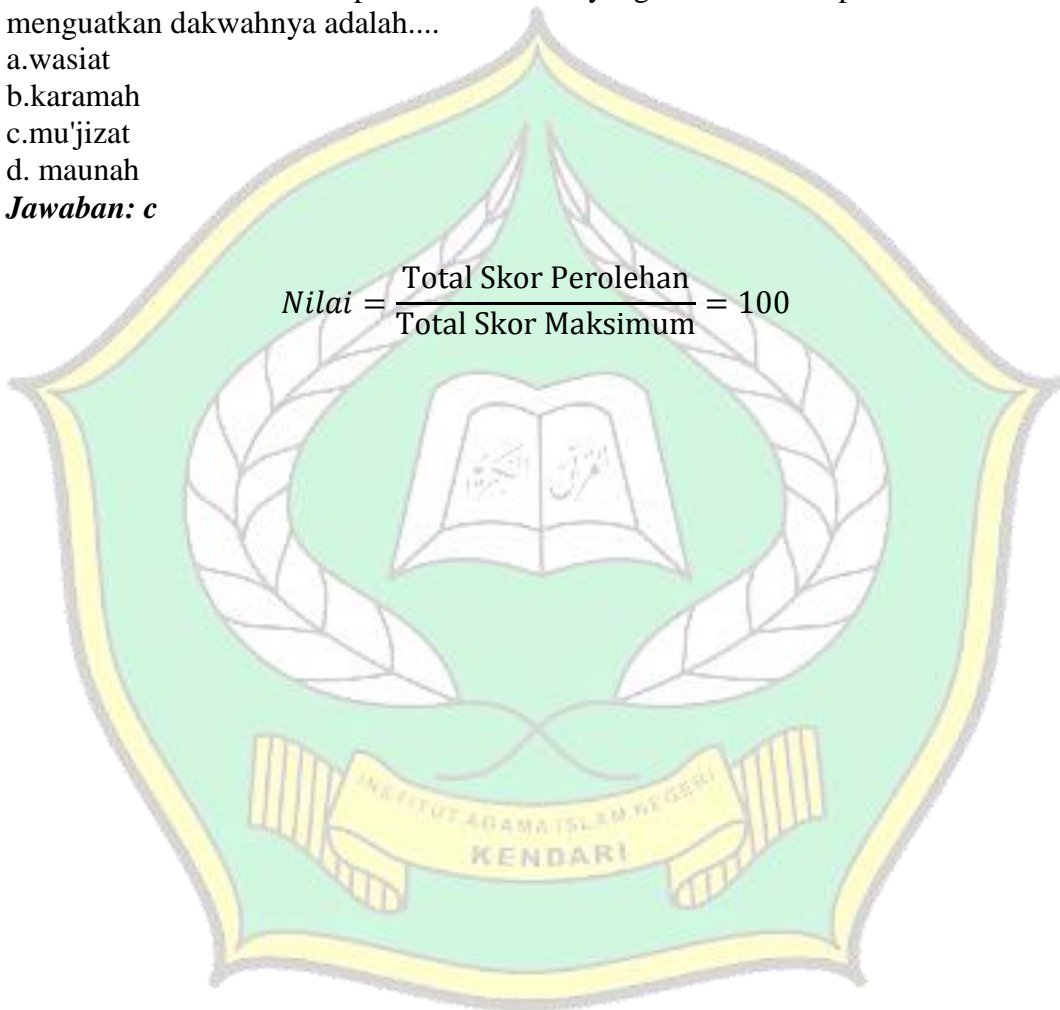 menguatkan dakwahnya adalah....
a.wasiat
b.karamah
c.mu'jizat
d. maunah
Jawaban: c
Nilai = Total Skor Perolehan / Total Skor Maksimum = 100
INSTITUT AGAMA ISLAM NEGERI
KENDARI